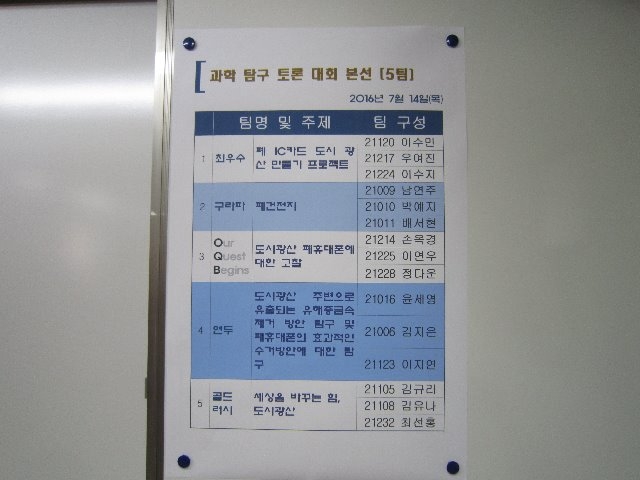 과학 탐구 토론 대회 본선 (5팀)
2016년 7월 14일(목)
팀명 및 주제 팀 구성
1 최우수 폐 IC카드 도시 광
산 만들기 프로젝트
21120 이수민
21217 우여진
21224 이수지
2 구리파 폐건전지
21009 남연주
21010 박예지
21011 배서현
3 Our
Quest
Begins
도시광산 폐휴대폰에
대한 고찰
21214 손옥경
21225 이연우
21228 정다운
4 연두
도시광산 주변으로
유출되는 유해중금속
제거 방안 탐구 및
폐휴대폰의 효과적인
수거방안에 대한 탐
구
21016 윤세영
21006 김지은
21123 이지인
5 골드
러시
세상을 바꾸는 힘,
도시광산
21105 김규리
21108 김유나
21232 최선홍